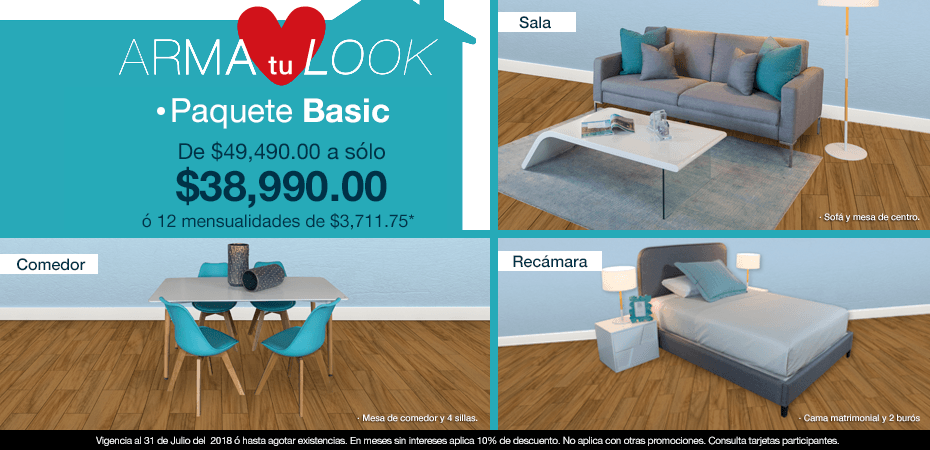 ARMA tu LOOK
• Paquete Basic
De $49,490.00 a sólo
$38,990.00
ó 12 mensualidades de $3,711.75*
Sala
· Sofá y mesa de centro.
Comedor
· Mesa de comedor y 4 sillas.
Recámara
· Cama matrimonial y 2 burós
Vigencia al 31 de Julio del 2018 ó hasta agotar existencias. En meses sin intereses aplica 10% de descuento. No aplica con otras promociones. Consulta tarjetas participantes.